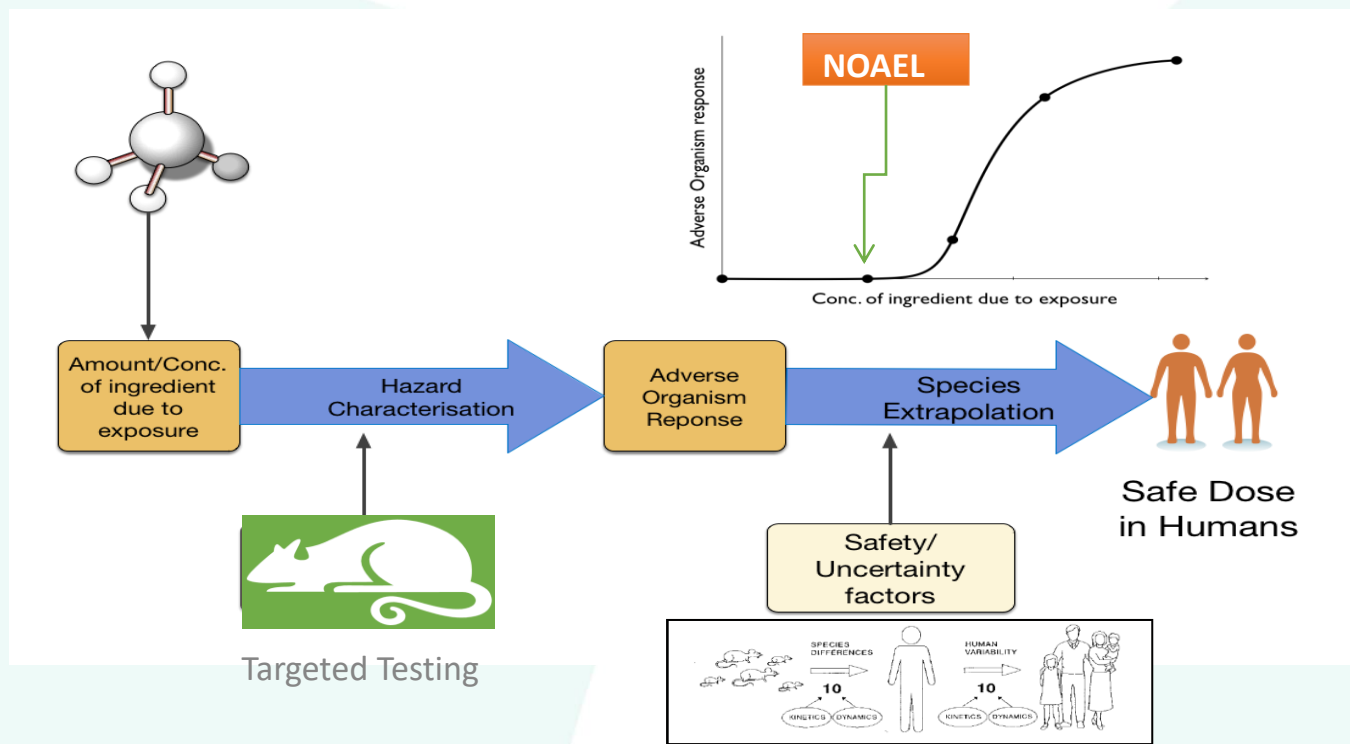 NOAEL
Adverse Organism response
Conc. of ingredient due to exposure
Amount/Conc.
of ingredient
due to
exposure
Hazard
Characterisation
Adverse
Organism
Reponse
Species
Extrapolation
Safe Dose
in Humans
Safety/
Uncertainty
factors
Targeted Testing
SPECIES
DIFFERENCES
10
KINETICS DYNAMICS
HUMAN
VARIABILITY
10
KINETICS DYNAMICS